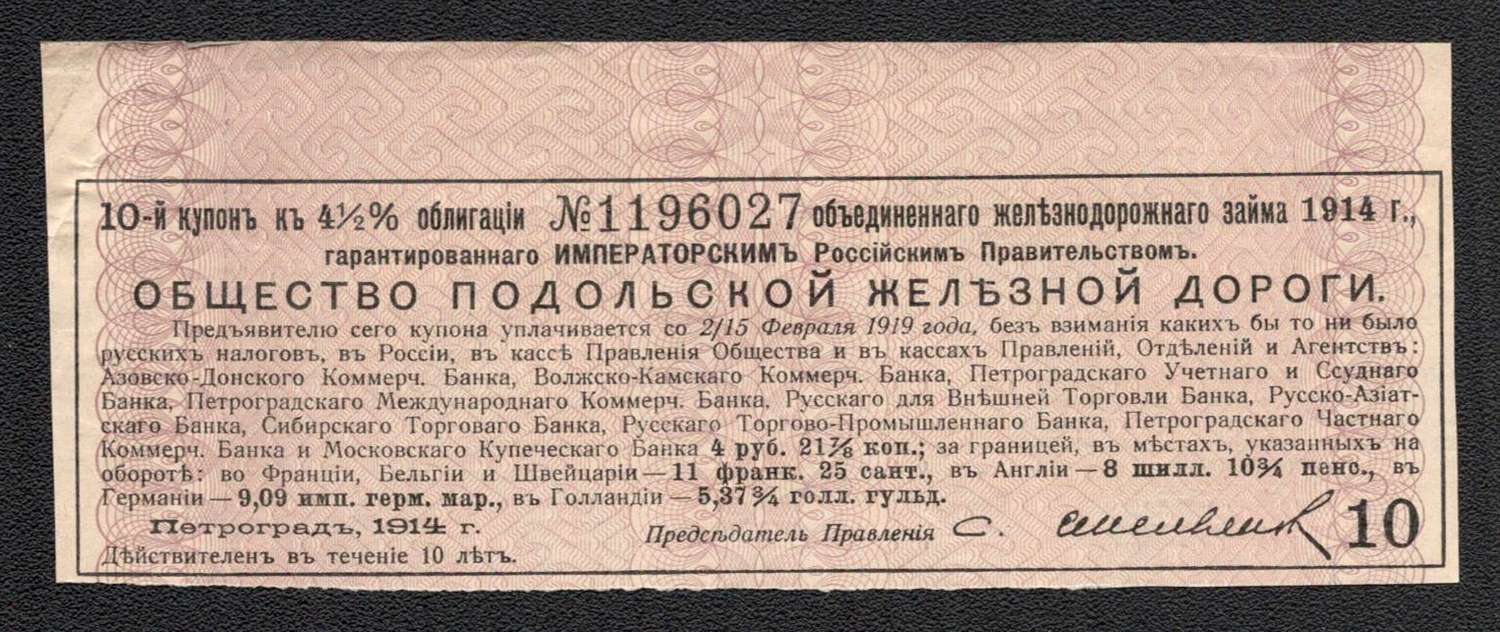 10-й купонъ къ 4½% облигаціи №1196027 объединеннаго желѣзнодорожнаго займа 1914 г.,
гарантированнаго ИМПЕРАТОРСКИМЪ Россійскимъ Правительствомъ.
ОБЩЕСТВО ПОДОЛЬСКОЙ ЖЕЛѢЗНОЙ ДОРОГИ.
Предъявителю сего купона уплачивается со 2/15 Февраля 1919 года, безъ взиманія какихъ бы то ни было
русскихъ налоговъ, въ Россіи, въ кассѣ Правленія Общества и въ кассахъ Правленій, Отдѣленій и Агентствъ:
Азовско-Донского Коммерч. Банка, Волжско-Камскаго Коммерч. Банка, Петроградскаго Учетнаго и Ссуднаго
Банка, Петроградскаго Международнаго Коммерч. Банка, Русскаго для Внѣшней Торговли Банка, Русско-Азіат-
скаго Банка, Сибирскаго Торговаго Банка, Русскаго Торгово-Промышленнаго Банка, Петроградскаго Частнаго
Коммерч. Банка и Московскаго Купеческаго Банка 4 руб. 21⅞ коп.; за границей, въ мѣстахъ, указанныхъ на
оборотѣ: во Франціи, Бельгіи и Швейцаріи — 11 франк. 25 сант., въ Англіи — 8 шилл. 10¾ пенс., въ
Германіи — 9,09 имп. герм. мар., въ Голландіи — 5,37¾ голл. гульд.
Петроградъ, 1914 г.
Предсѣдатель Правленія С.
10
Дѣйствителенъ въ теченіе 10 лѣтъ.